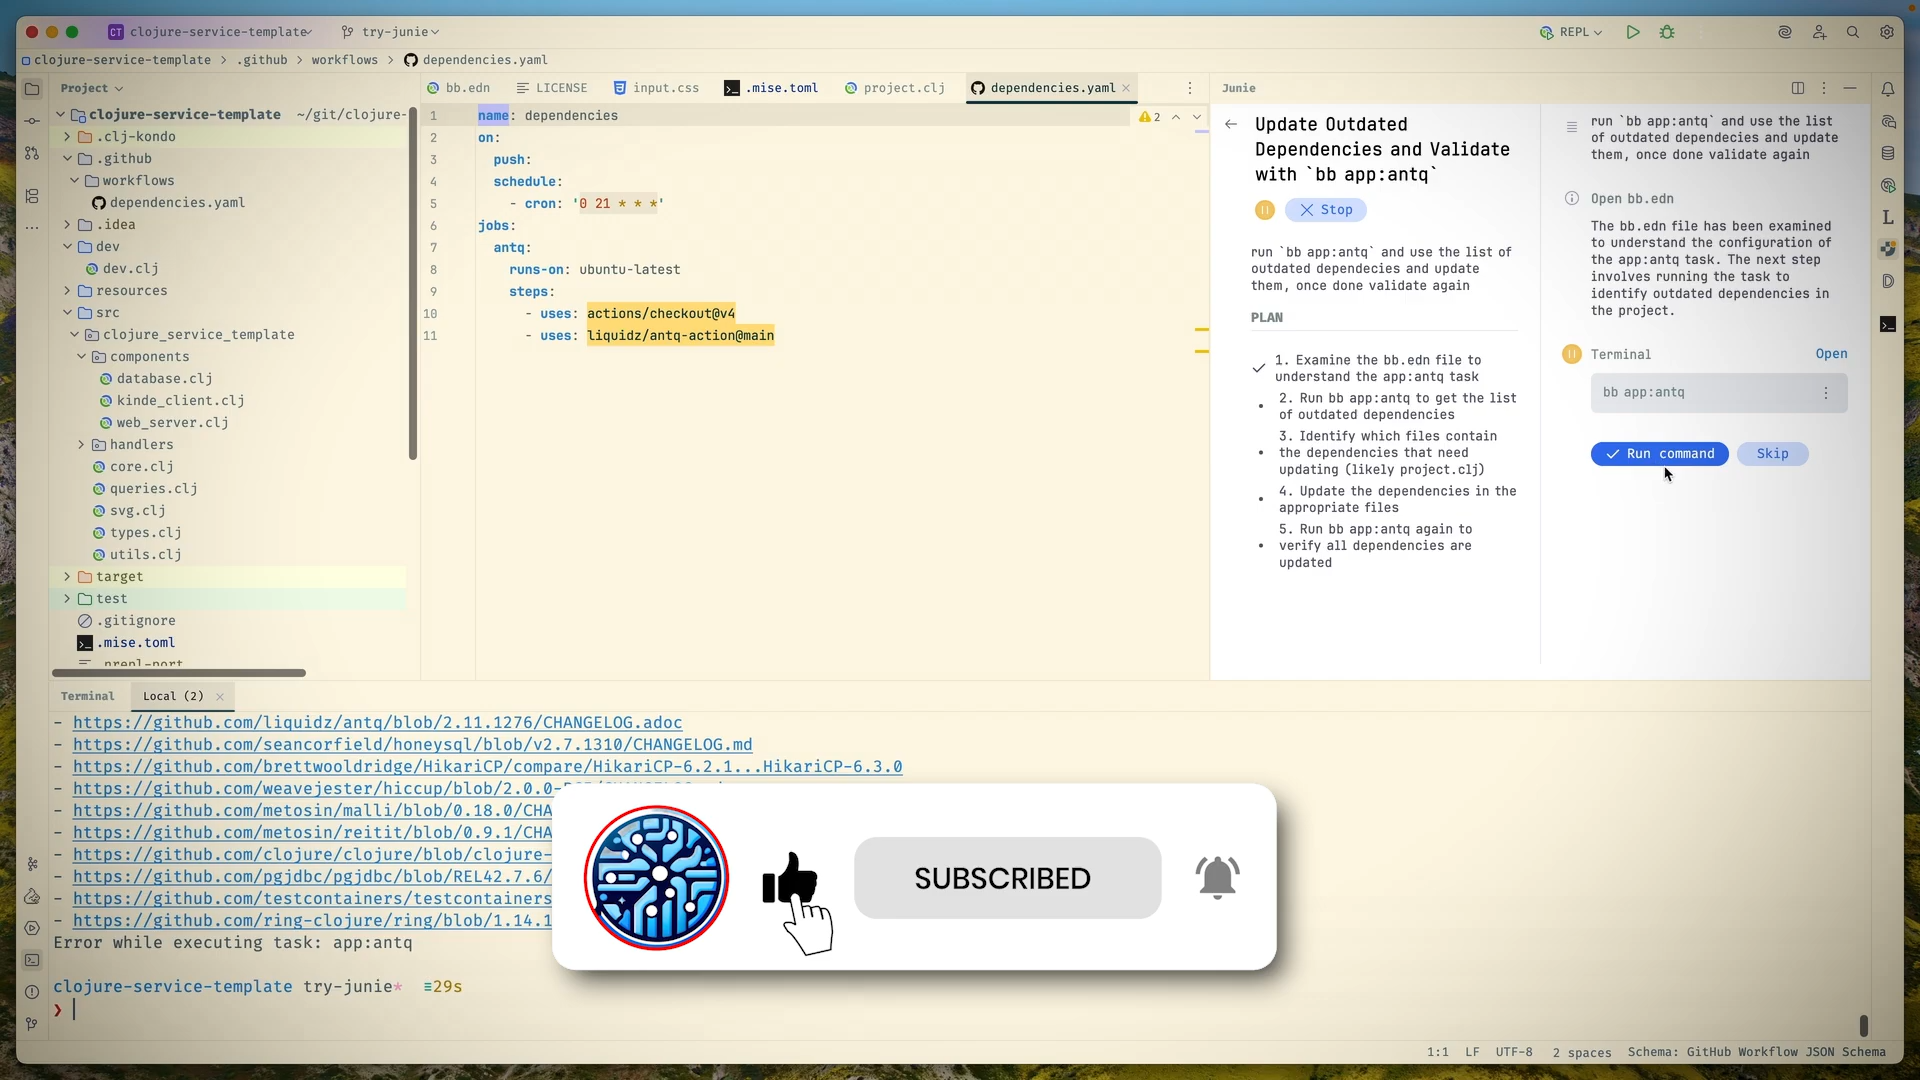 CT clojure-service-template
try-junie
REPL
clojure-service-template > .github > workflows > dependencies.yaml
Project
bb.edn
LICENSE
input.css
.mise.toml
project.clj
dependencies.yaml
Junie
clojure-service-template ~/git/clojure-
.clj-kondo
.github
workflows
dependencies.yaml
.idea
dev
dev.clj
resources
src
clojure_service_template
components
database.clj
kinde_client.clj
web_server.clj
handlers
core.clj
queries.clj
svg.clj
types.clj
utils.clj
target
test
.gitignore
.mise.toml
.nrepl-port
1 name: dependencies
2 on:
3 push:
4 schedule:
5 - cron: '0 21 * * *'
6 jobs:
7 antq:
8 runs-on: ubuntu-latest
9 steps:
10 - uses: actions/checkout@v4
11 - uses: liquidz/antq-action@main
2
Update Outdated
Dependencies and Validate
with `bb app:antq`
Stop
run `bb app:antq` and use the list
of outdated dependecies and update
them, once done validate again
PLAN
1. Examine the bb.edn file to
understand the app:antq task
2. Run bb app:antq to get the list
of outdated dependencies
3. Identify which files contain
the dependencies that need
updating (likely project.clj)
4. Update the dependencies in the
appropriate files
5. Run bb app:antq again to
verify all dependencies are
updated
run `bb app:antq` and use the list
of outdated dependecies and update
them, once done validate again
Open bb.edn
The bb.edn file has been examined
to understand the configuration of
the app:antq task. The next step
involves running the task to
identify outdated dependencies in
the project.
Terminal
Open
bb app:antq
Run command
Skip
L
D
Terminal
Local (2)
- https://github.com/liquidz/antq/blob/2.11.1276/CHANGELOG.adoc
- https://github.com/seancorfield/honeysql/blob/v2.7.1310/CHANGELOG.md
- https://github.com/brettwooldridge/HikariCP/compare/HikariCP-6.2.1...HikariCP-6.3.0
- https://github.com/weavejester/hiccup/blob/2.0.0-
- https://github.com/metosin/malli/blob/0.18.0/CHA
- https://github.com/metosin/reitit/blob/0.9.1/CHA
- https://github.com/clojure/clojure/blob/clojure-
- https://github.com/pgjdbc/pgjdbc/blob/REL42.7.6/
- https://github.com/testcontainers/testcontainers
- https://github.com/ring-clojure/ring/blob/1.14.1
Error while executing task: app:antq
clojure-service-template try-junie* ≡29s
❯
SUBSCRIBED
1:1
LF
UTF-8
2 spaces
Schema: GitHub Workflow JSON Schema